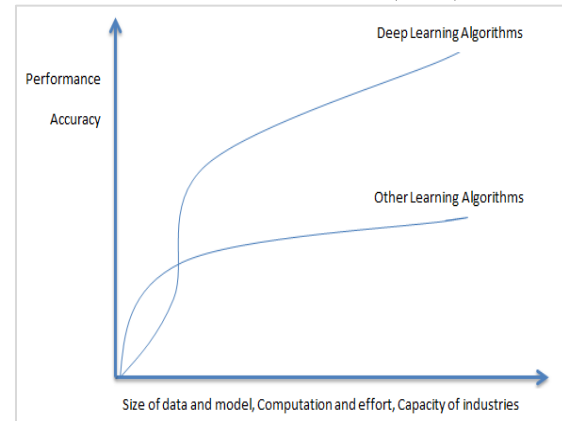 Deep Learning Algorithms
Performance
Accuracy
Other Learning Algorithms
Size of data and model, Computation and effort, Capacity of industries